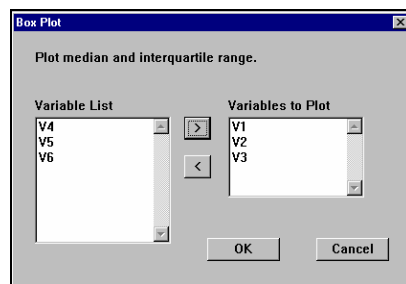 Box Plot
Plot median and interquartile range.
Variable List
V4
V5
V6
>
<
Variables to Plot
V1
V2
V3
OK
Cancel